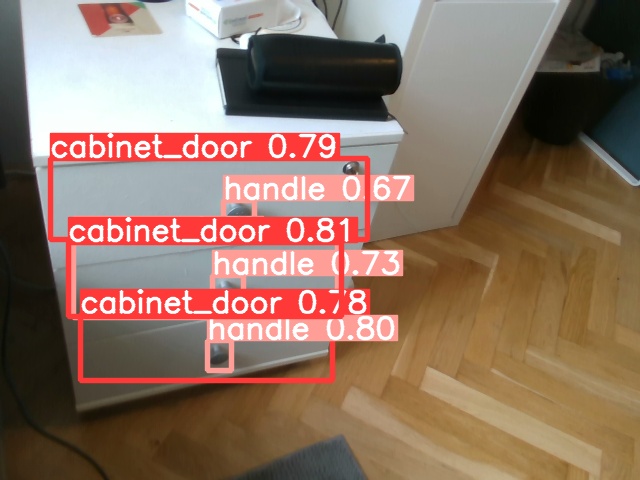 cabinet_door 0.79
handle 0.67
cabinet_door 0.81
handle 0.73
cabinet_door 0.78
handle 0.80